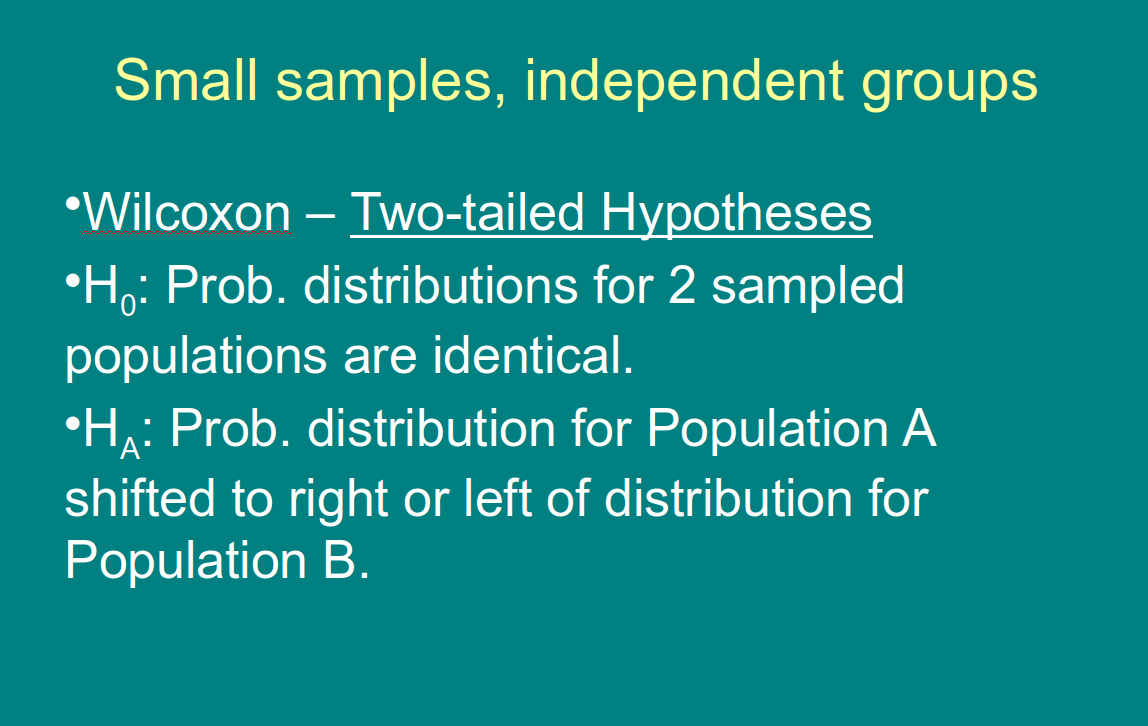 Small samples, independent groups
•Wilcoxon – Two-tailed Hypotheses
•H₀: Prob. distributions for 2 sampled
populations are identical.
•H_A: Prob. distribution for Population A
shifted to right or left of distribution for
Population B.